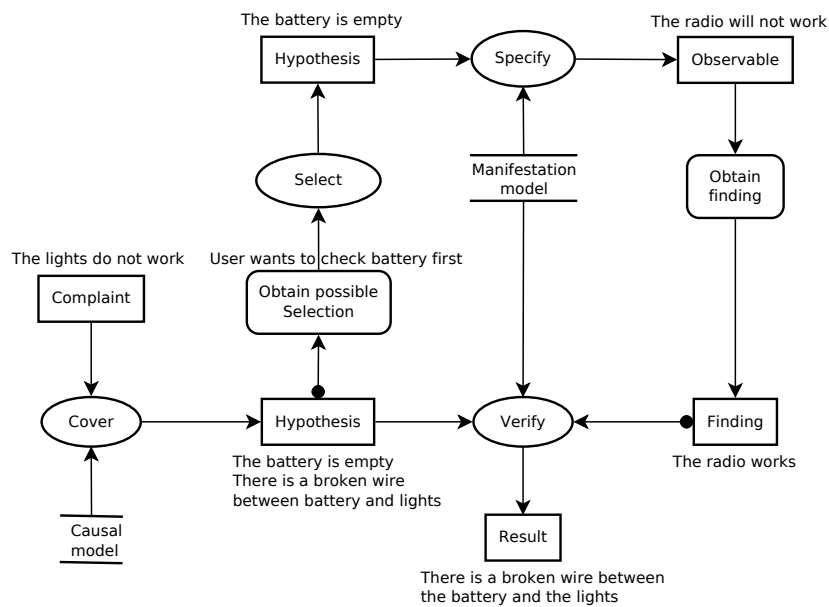 The battery is empty
Hypothesis
Specify
The radio will not work
Observable
Select
Manifestation
model
Obtain
finding
The lights do not work
Complaint
User wants to check battery first
Obtain possible
Selection
Cover
Hypothesis
Verify
Finding
The battery is empty
There is a broken wire
between battery and lights
The radio works
Causal
model
Result
There is a broken wire between
the battery and the lights